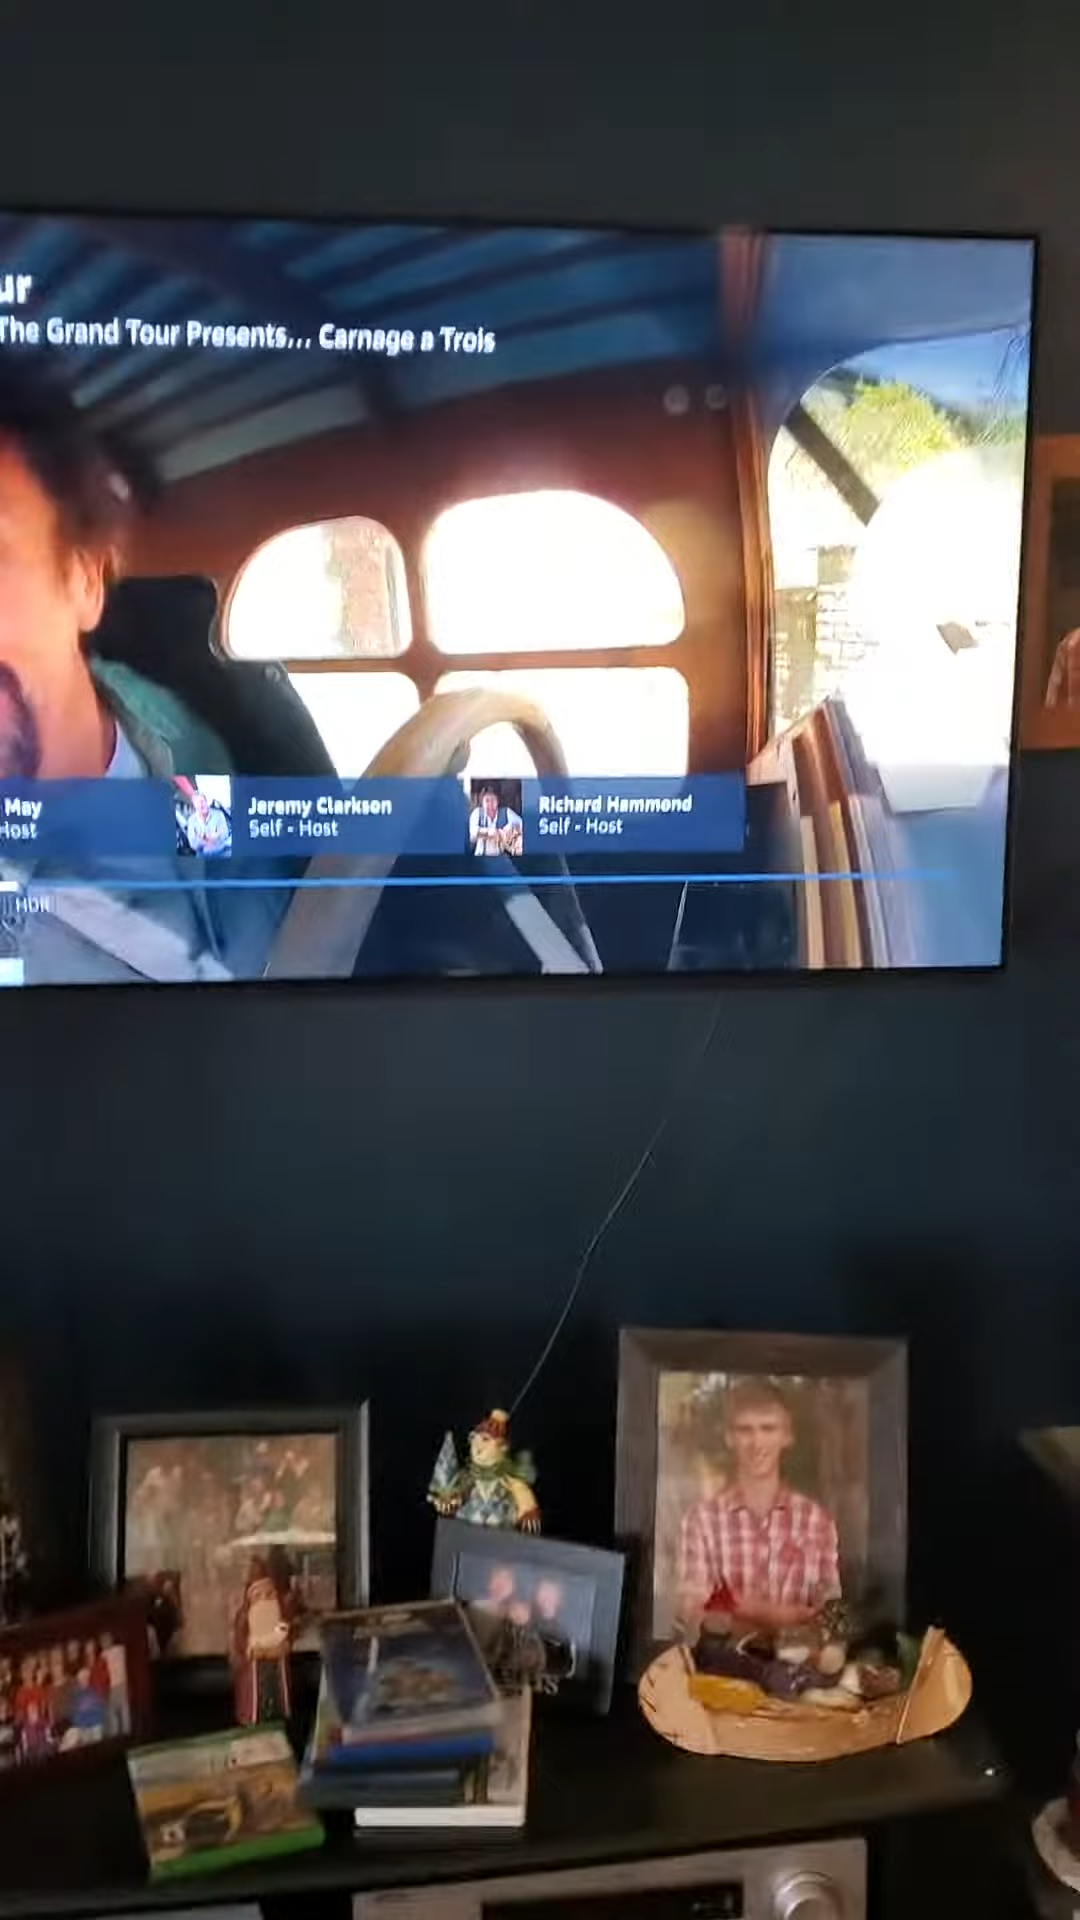 ur
The Grand Tour Presents... Carnage a Trois
May
Host
Jeremy Clarkson
Self - Host
Richard Hammond
Self - Host
HDR